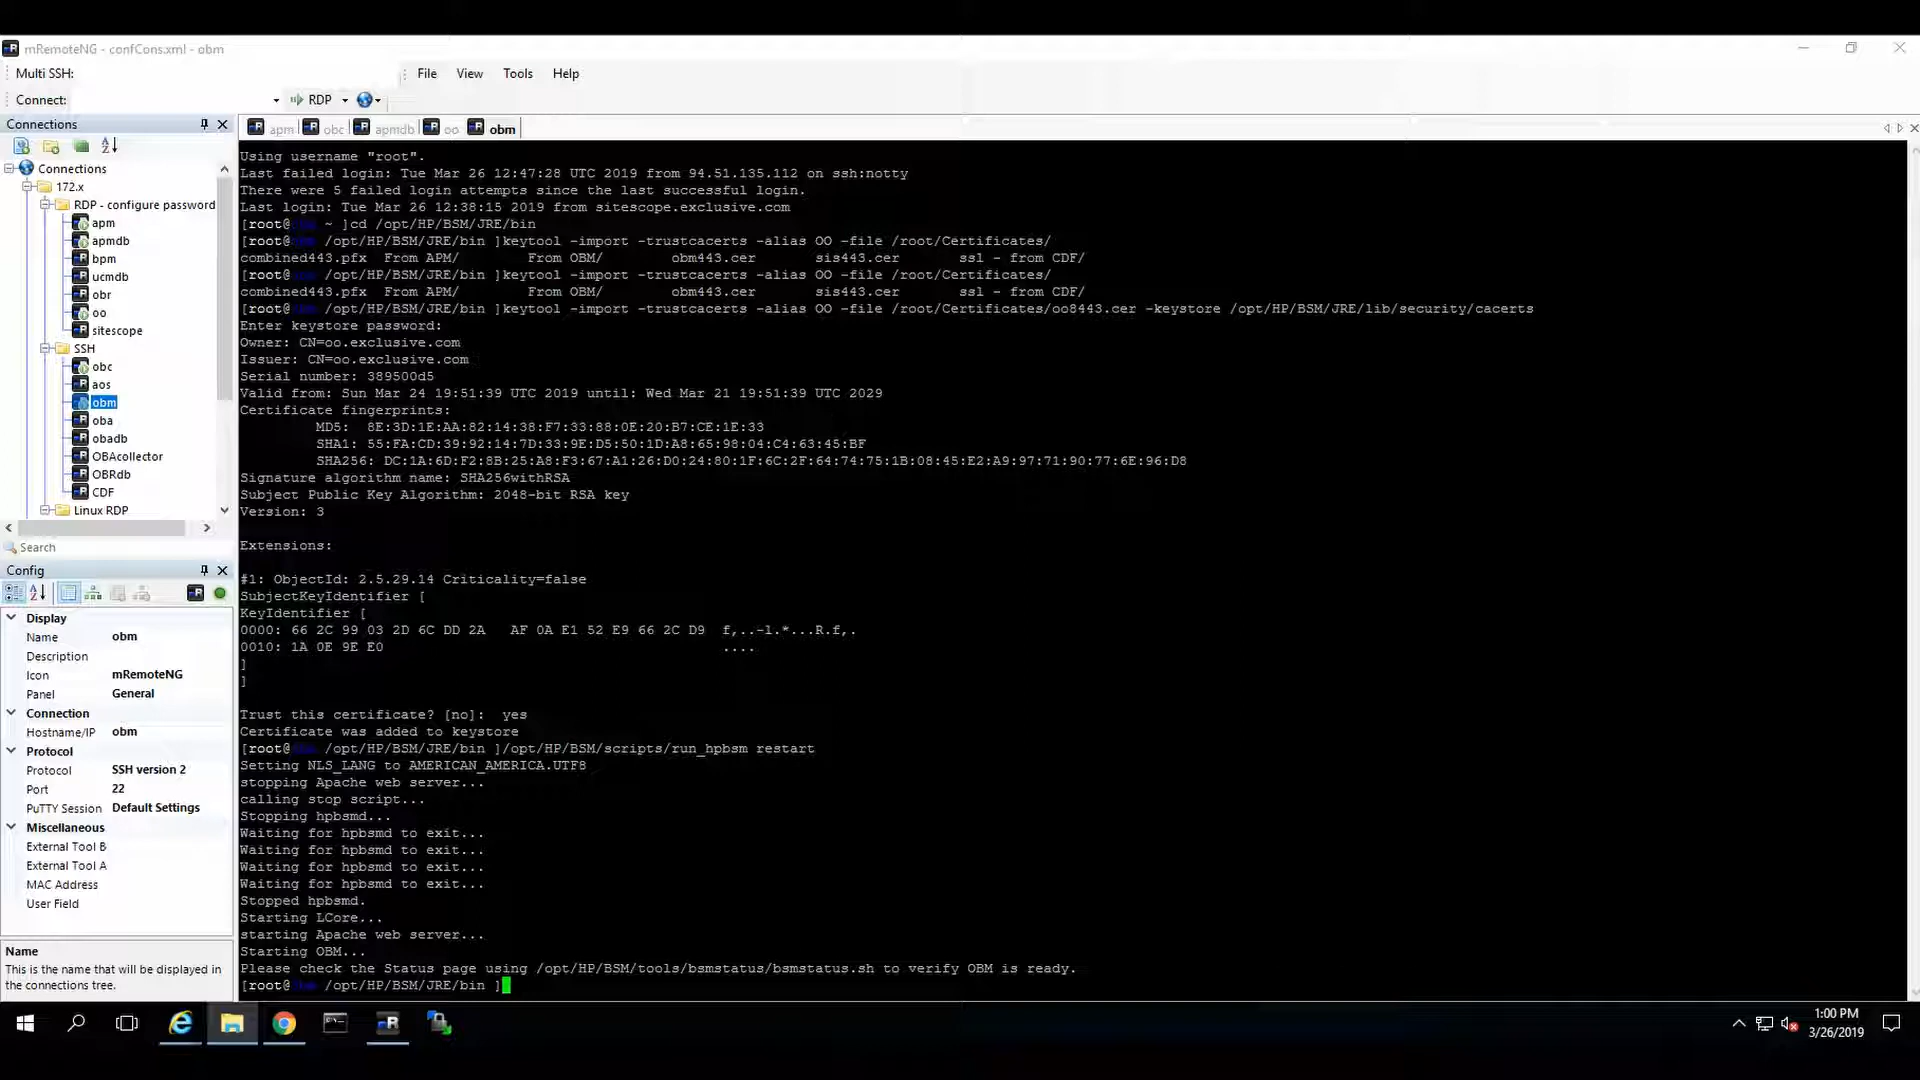 mRemoteNG - confCons.xml - obm
Multi SSH:
File View Tools Help
Connect:
RDP
Connections
apm obc apmdb oo obm
Connections
172.x
RDP - configure password
apm
apmdb
bpm
ucmdb
obr
oo
sitescope
SSH
obc
aos
obm
oba
obadb
OBAcollector
OBRdb
CDF
Linux RDP
Search
Config
Display
Name obm
Description
Icon mRemoteNG
Panel General
Connection
Hostname/IP obm
Protocol
Protocol SSH version 2
Port 22
PuTTY Session Default Settings
Miscellaneous
External Tool B
External Tool A
MAC Address
User Field
Name
This is the name that will be displayed in
the connections tree.
Using username "root".
Last failed login: Tue Mar 26 12:47:28 UTC 2019 from 94.51.135.112 on ssh:notty
There were 5 failed login attempts since the last successful login.
Last login: Tue Mar 26 12:38:15 2019 from sitescope.exclusive.com
[root@obm ~ ]cd /opt/HP/BSM/JRE/bin
[root@obm /opt/HP/BSM/JRE/bin ]keytool -import -trustcacerts -alias OO -file /root/Certificates/
combined443.pfx From APM/ From OBM/ obm443.cer sis443.cer ssl - from CDF/
[root@obm /opt/HP/BSM/JRE/bin ]keytool -import -trustcacerts -alias OO -file /root/Certificates/
combined443.pfx From APM/ From OBM/ obm443.cer sis443.cer ssl - from CDF/
[root@obm /opt/HP/BSM/JRE/bin ]keytool -import -trustcacerts -alias OO -file /root/Certificates/oo8443.cer -keystore /opt/HP/BSM/JRE/lib/security/cacerts
Enter keystore password:
Owner: CN=oo.exclusive.com
Issuer: CN=oo.exclusive.com
Serial number: 389500d5
Valid from: Sun Mar 24 19:51:39 UTC 2019 until: Wed Mar 21 19:51:39 UTC 2029
Certificate fingerprints:
MD5: 8E:3D:1E:AA:82:14:38:F7:33:88:0E:20:B7:CE:1E:33
SHA1: 55:FA:CD:39:92:14:7D:33:9E:D5:50:1D:A8:65:98:04:C4:63:45:BF
SHA256: DC:1A:6D:F2:8B:25:A8:F3:67:A1:26:D0:24:80:1F:6C:2F:64:74:75:1B:08:45:E2:A9:97:71:90:77:6E:96:D8
Signature algorithm name: SHA256withRSA
Subject Public Key Algorithm: 2048-bit RSA key
Version: 3
Extensions:
#1: ObjectId: 2.5.29.14 Criticality=false
SubjectKeyIdentifier [
KeyIdentifier [
0000: 66 2C 99 03 2D 6C DD 2A AF 0A E1 52 E9 66 2C D9 f,..-l.*...R.f,.
0010: 1A 0E 9E E0 ....
]
]
Trust this certificate? [no]: yes
Certificate was added to keystore
[root@obm /opt/HP/BSM/JRE/bin ]/opt/HP/BSM/scripts/run_hpbsm restart
Setting NLS_LANG to AMERICAN_AMERICA.UTF8
stopping Apache web server...
calling stop script...
Stopping hpbsmd...
Waiting for hpbsmd to exit...
Waiting for hpbsmd to exit...
Waiting for hpbsmd to exit...
Waiting for hpbsmd to exit...
Stopped hpbsmd.
Starting LCore...
starting Apache web server...
Starting OBM...
Please check the Status page using /opt/HP/BSM/tools/bsmstatus/bsmstatus.sh to verify OBM is ready.
[root@obm /opt/HP/BSM/JRE/bin ]
1:00 PM
3/26/2019